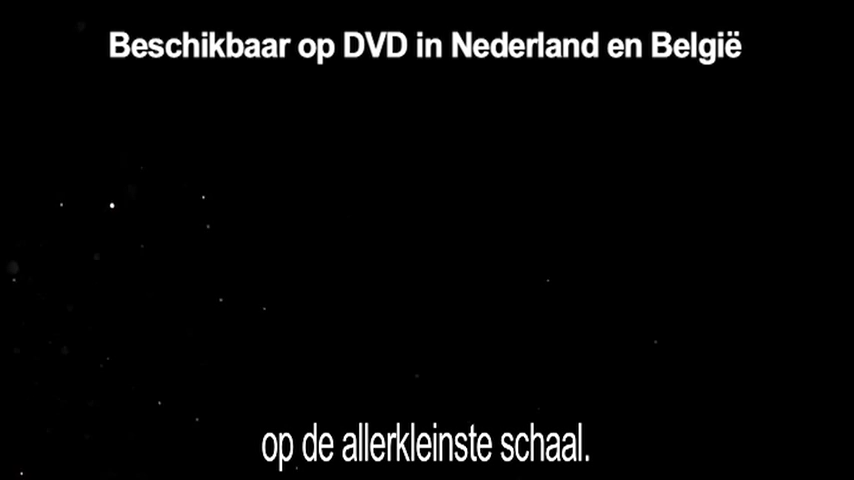 Beschikbaar op DVD in Nederland en België
op de allerkleinste schaal.